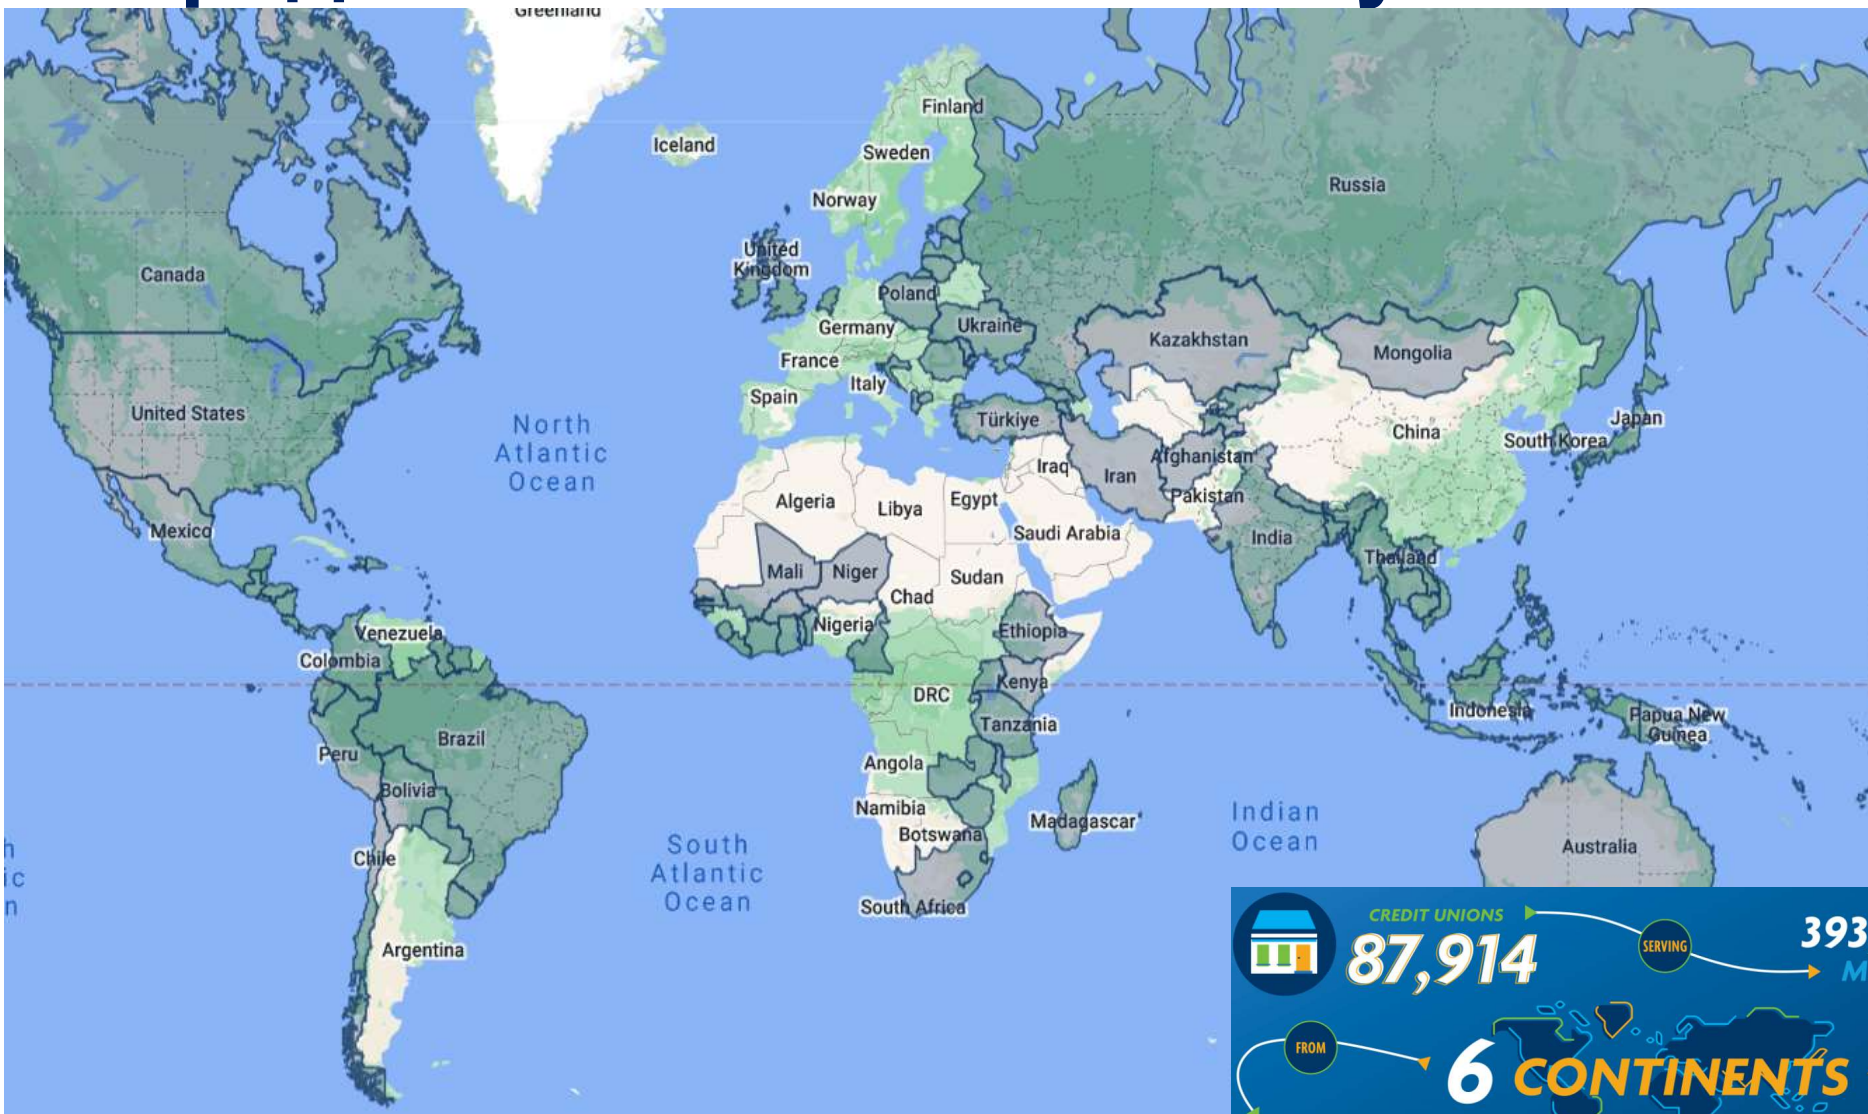 Greenland
Iceland
Finland
Sweden
Norway
Russia
United
Kingdom
Canada
Poland
Germany
Ukraine
Kazakhstan
Mongolia
France
Italy
Spain
United States
Türkiye
China
Japan
South Korea
North
Atlantic
Ocean
Afghanistan
Iraq
Iran
Pakistan
Algeria
Libya
Egypt
Saudi Arabia
Mexico
India
Thailand
Mali
Niger
Sudan
Chad
Nigeria
Ethiopia
Venezuela
Colombia
Kenya
DRC
Tanzania
Indonesia
Papua New
Guinea
Brazil
Peru
Angola
Bolivia
Namibia
Botswana
Madagascar
Indian
Ocean
Australia
Chile
South
Atlantic
Ocean
South Africa
Argentina
CREDIT UNIONS
87,914
SERVING
393
M
FROM
6 CONTINENTS